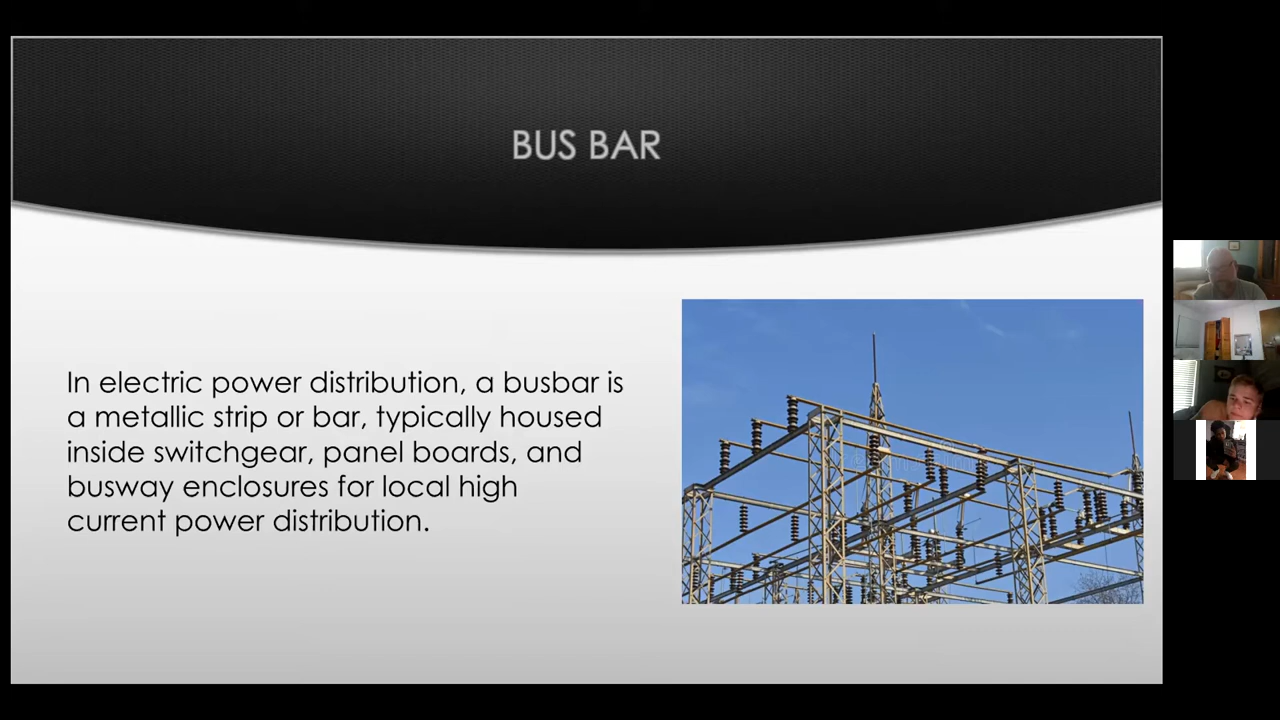 BUS BAR
In electric power distribution, a busbar is
a metallic strip or bar, typically housed
inside switchgear, panel boards, and
busway enclosures for local high
current power distribution.